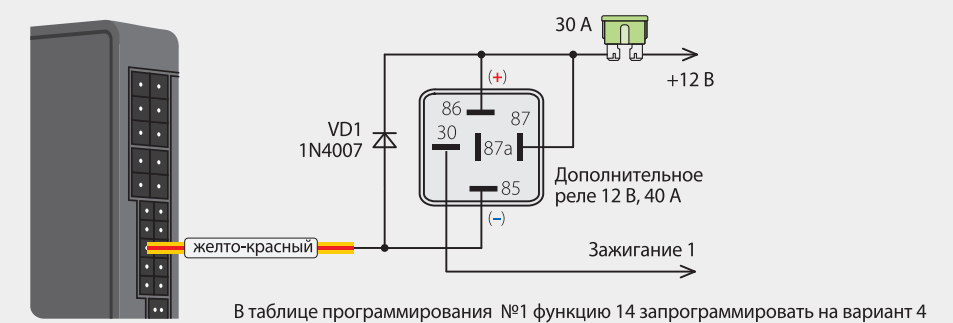 30 А
+12 В
(+)
86
87
VD1
1N4007
30
87а
85
Дополнительное
реле 12 В, 40 А
(–)
желто-красный
Зажигание 1
В таблице программирования №1 функцию 14 запрограммировать на вариант 4